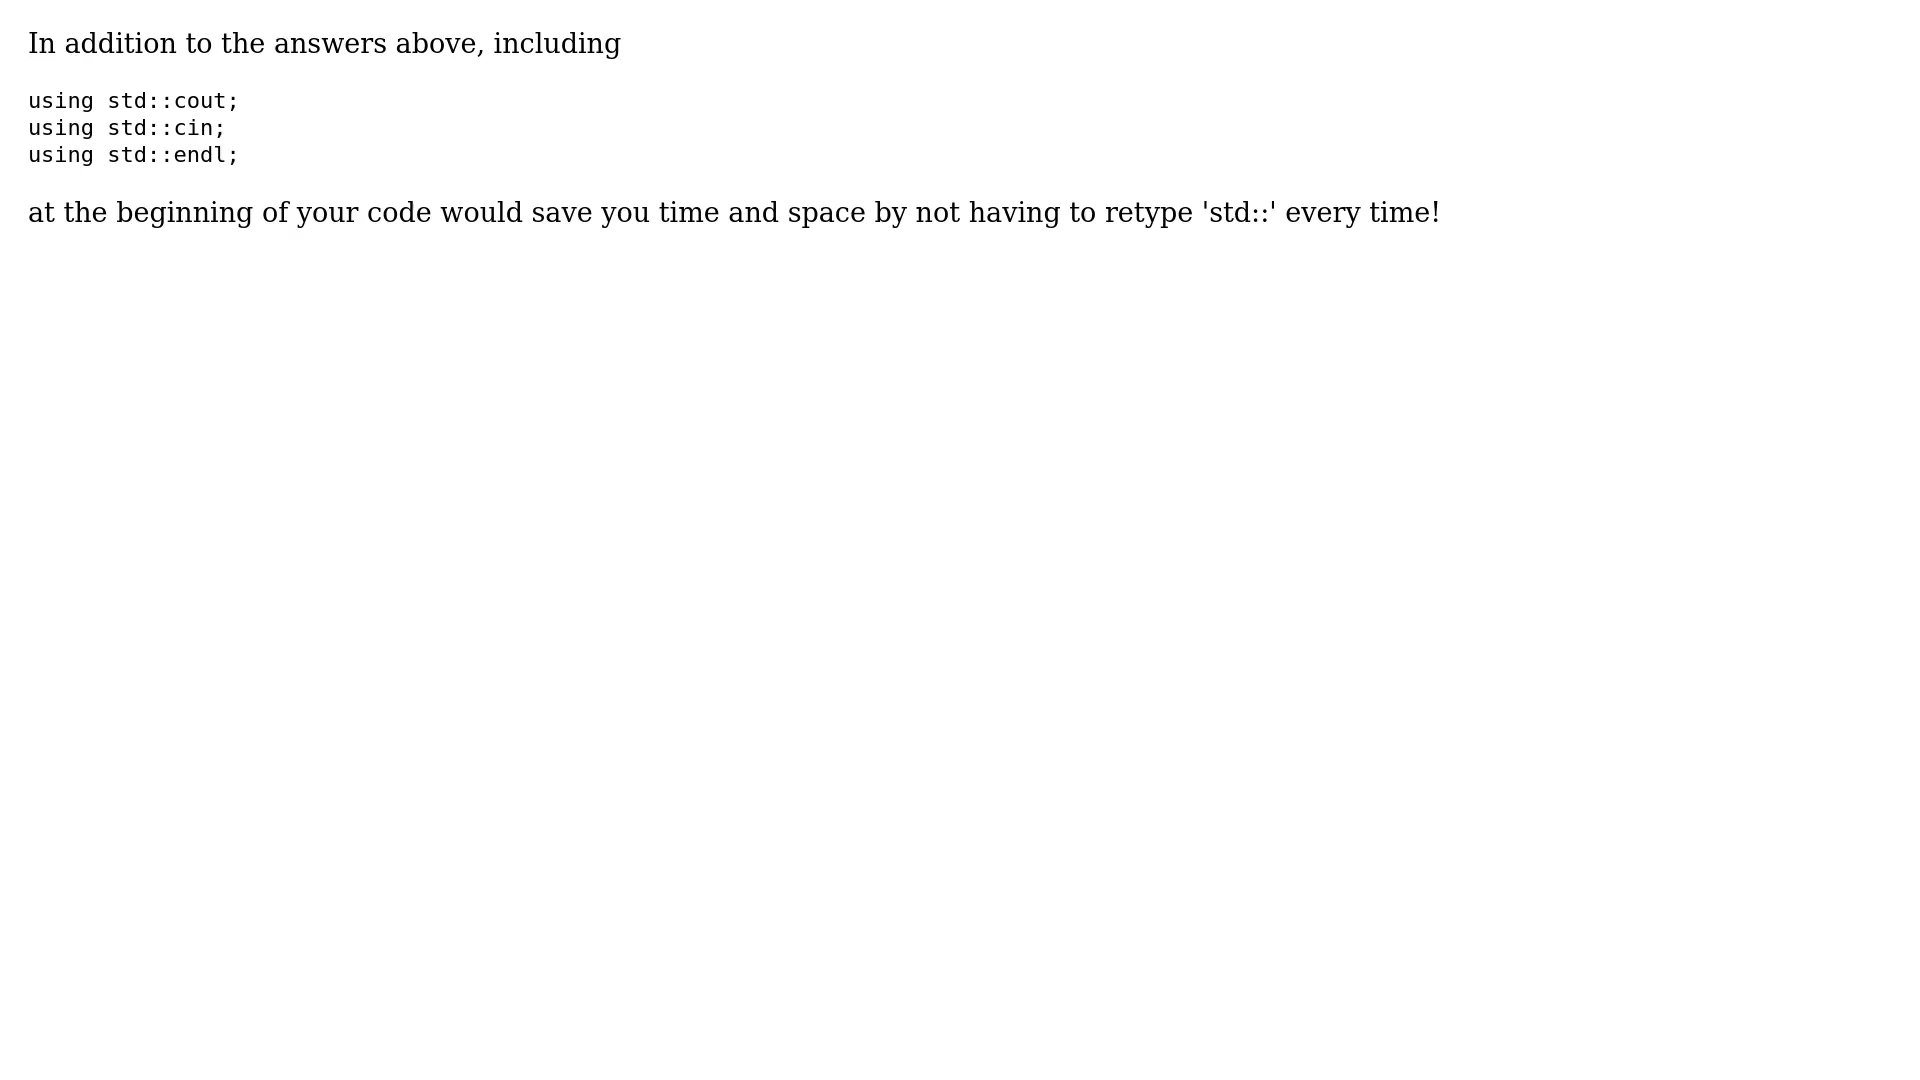 In addition to the answers above, including
using std::cout;
using std::cin;
using std::endl;
at the beginning of your code would save you time and space by not having to retype 'std::' every time!